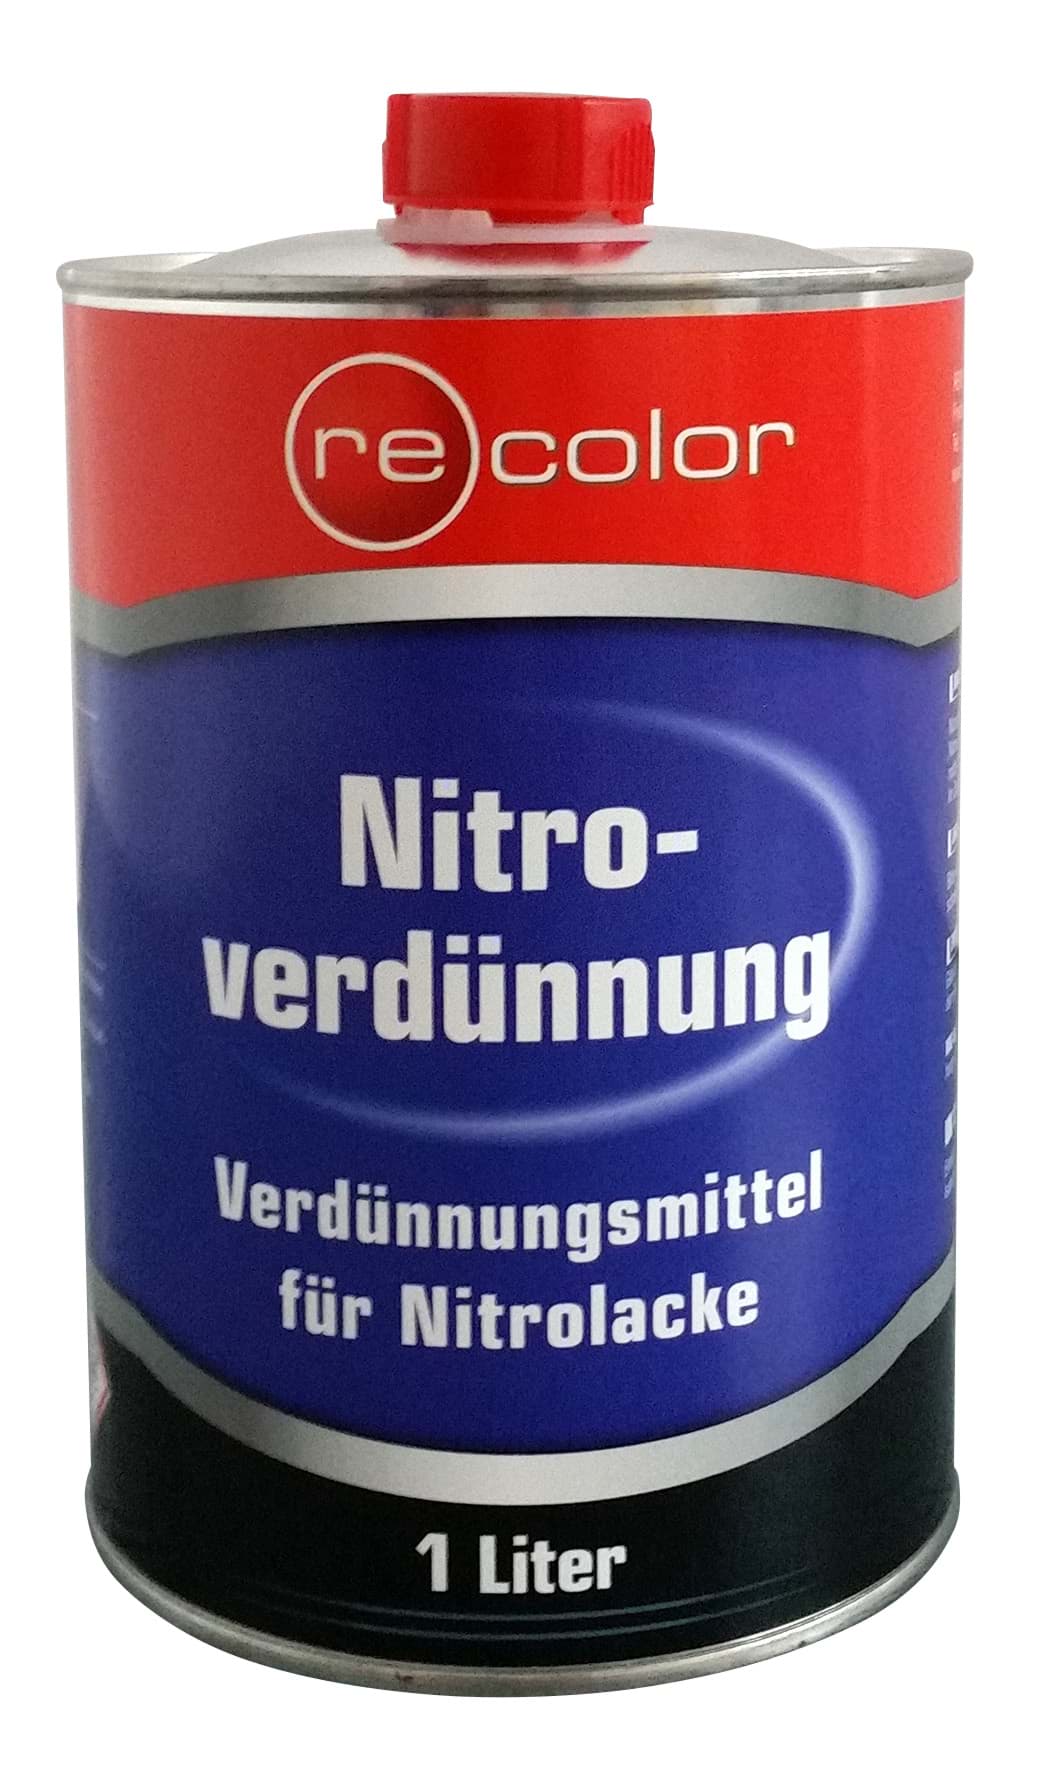 recolor
Nitro-
verdünnung
Verdünnungsmittel
für Nitrolacke
1 Liter